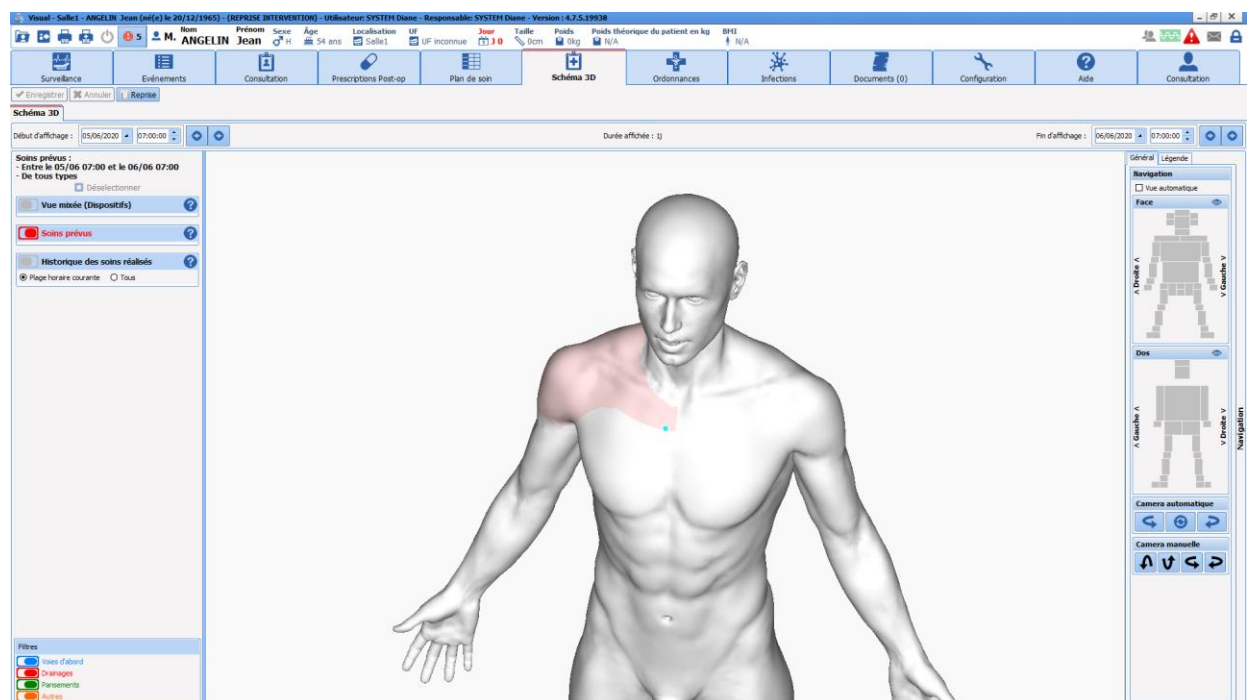 Visual - Salle1 - ANGELIN Jean (né(e) le 20/12/1965) - (REPRISE INTERVENTION) - Utilisateur: SYSTEM Diane - Responsable: SYSTEM Diane - Version : 4.7.5.19938
5 M. Nom ANGELIN Prénom Jean Sexe H Âge 54 ans Localisation Salle1 UF UF inconnue Jour J 0 Taille 0cm Poids 0kg Poids théorique du patient en kg N/A BMI N/A
Surveillance Evénements Consultation Prescriptions Post-op Plan de soin Schéma 3D Ordonnances Infections Documents (0) Configuration Aide Consultation
Enregistrer Annuler Reprise
Schéma 3D
Début d'affichage : 05/06/2020 07:00:00 Durée affichée : 1j Fin d'affichage : 06/06/2020 07:00:00
Soins prévus :
- Entre le 05/06 07:00 et le 06/06 07:00
- De tous types
Déselectionner
Vue mixée (Dispositifs)
Soins prévus
Historique des soins réalisés
Plage horaire courante Tous
Filtres
Voies d'abord
Drainages
Pansements
Autres
Général Légende
Navigation
Vue automatique
Face
< Droite <
> Gauche >
Dos
< Gauche <
> Droite >
Camera automatique
Camera manuelle
Navigation